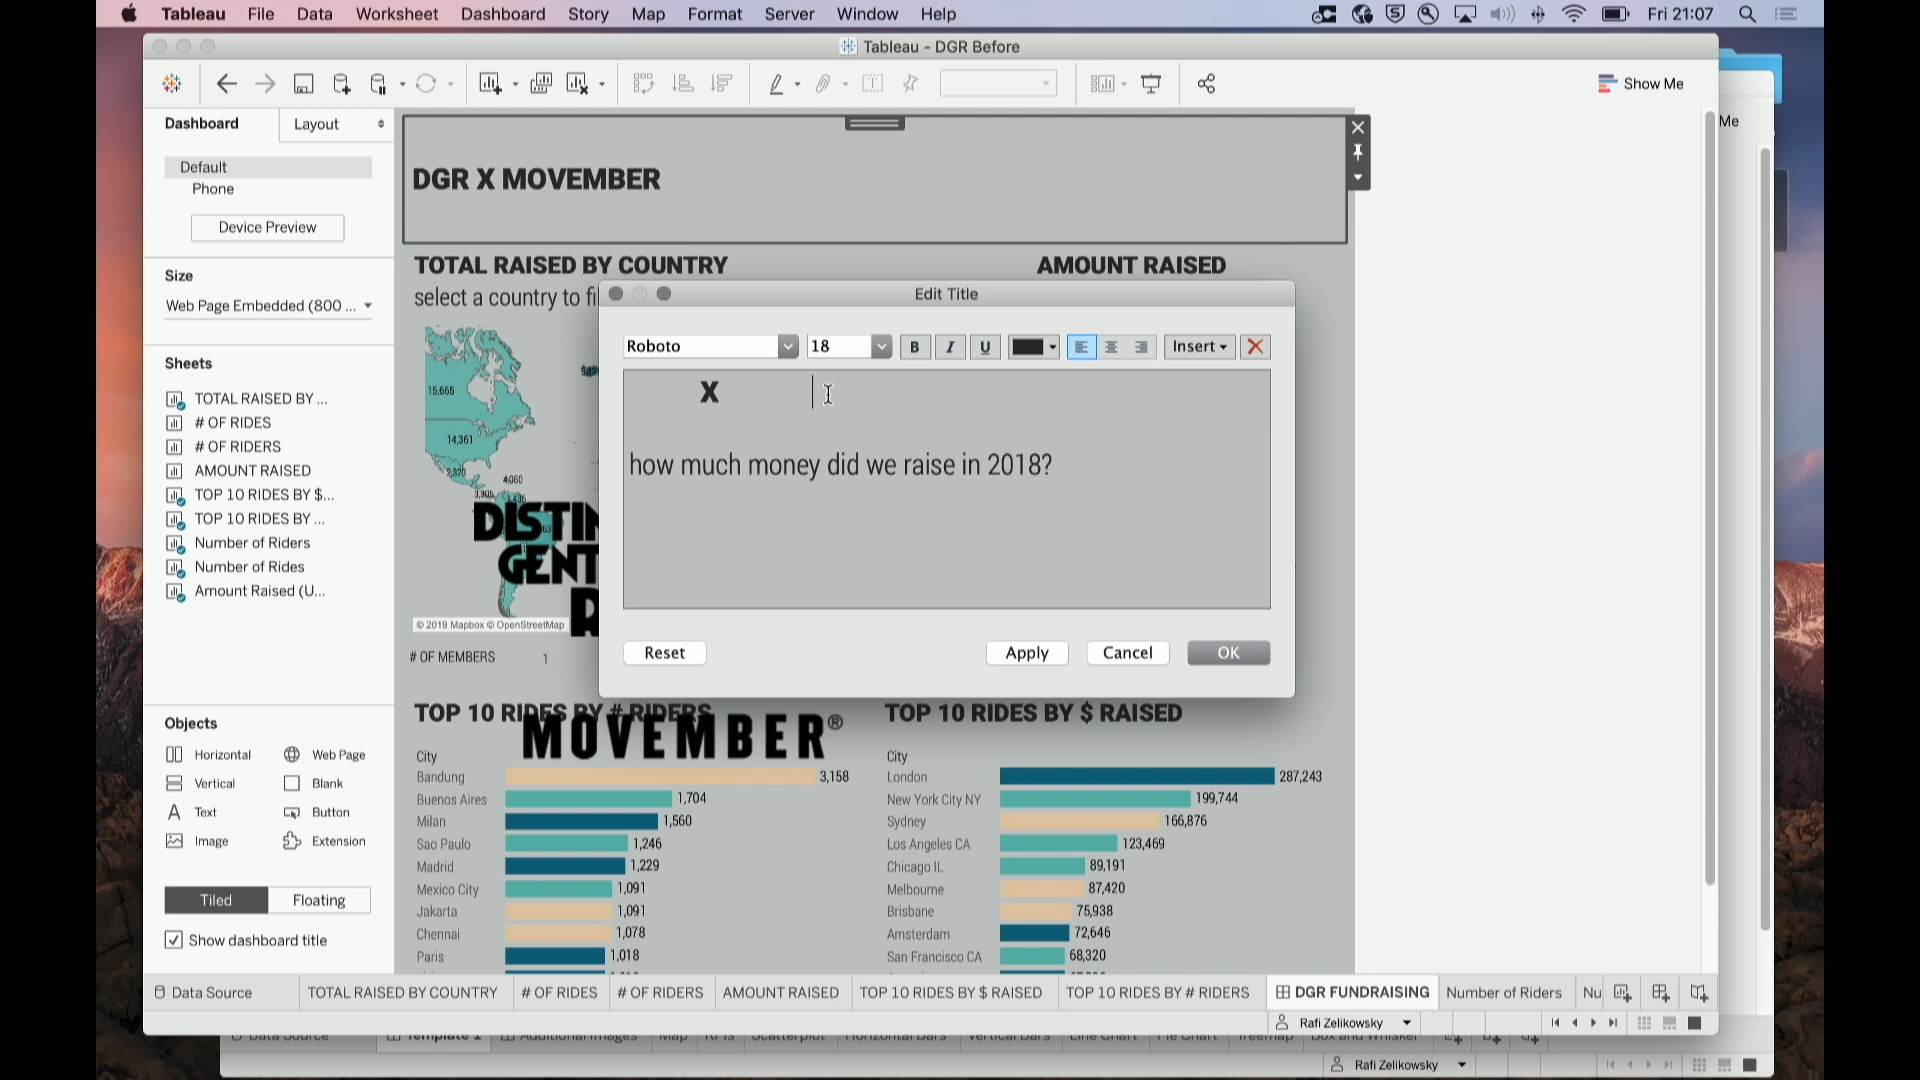 Tableau File Data Worksheet Dashboard Story Map Format Server Window Help Fri 21:07
Tableau - DGR Before
Show Me
Me
Dashboard Layout
Default
Phone
Device Preview
Size
Web Page Embedded (800 ...
Sheets
TOTAL RAISED BY ...
# OF RIDES
# OF RIDERS
AMOUNT RAISED
TOP 10 RIDES BY $...
TOP 10 RIDES BY ...
Number of Riders
Number of Rides
Amount Raised (U...
Objects
Horizontal Web Page
Vertical Blank
Text Button
Image Extension
Tiled Floating
Show dashboard title
DGR X MOVEMBER
TOTAL RAISED BY COUNTRY AMOUNT RAISED
select a country to fi
15,665
14,361
2,323
4,060
© 2019 Mapbox © OpenStreetMap
# OF MEMBERS 1
Edit Title
Roboto 18 B I U Insert
X
how much money did we raise in 2018?
Reset Apply Cancel OK
DISTIN
GENT
R
MOVEMBER®
TOP 10 RIDES BY # RIDERS
City
Bandung 3,158
Buenos Aires 1,704
Milan 1,560
Sao Paulo 1,246
Madrid 1,229
Mexico City 1,091
Jakarta 1,091
Chennai 1,078
Paris 1,018
TOP 10 RIDES BY $ RAISED
City
London 287,243
New York City NY 199,744
Sydney 166,876
Los Angeles CA 123,469
Chicago IL 89,191
Melbourne 87,420
Brisbane 75,938
Amsterdam 72,646
San Francisco CA 68,320
Data Source TOTAL RAISED BY COUNTRY # OF RIDES # OF RIDERS AMOUNT RAISED TOP 10 RIDES BY $ RAISED TOP 10 RIDES BY # RIDERS DGR FUNDRAISING Number of Riders Nu
Rafi Zelikowsky
Rafi Zelikowsky